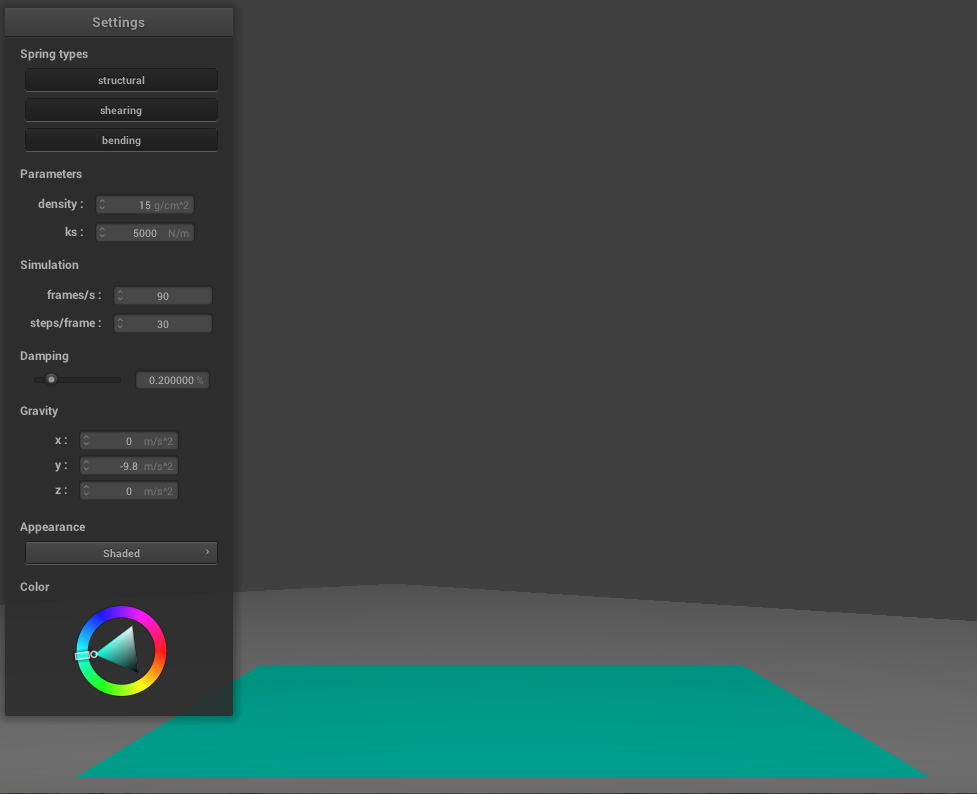 Settings
Spring types
structural
shearing
bending
Parameters
density : 15 g/cm^2
ks : 5000 N/m
Simulation
frames/s : 90
steps/frame : 30
Damping
0.200000 %
Gravity
x : 0 m/s^2
y : -9.8 m/s^2
z : 0 m/s^2
Appearance
Shaded
Color